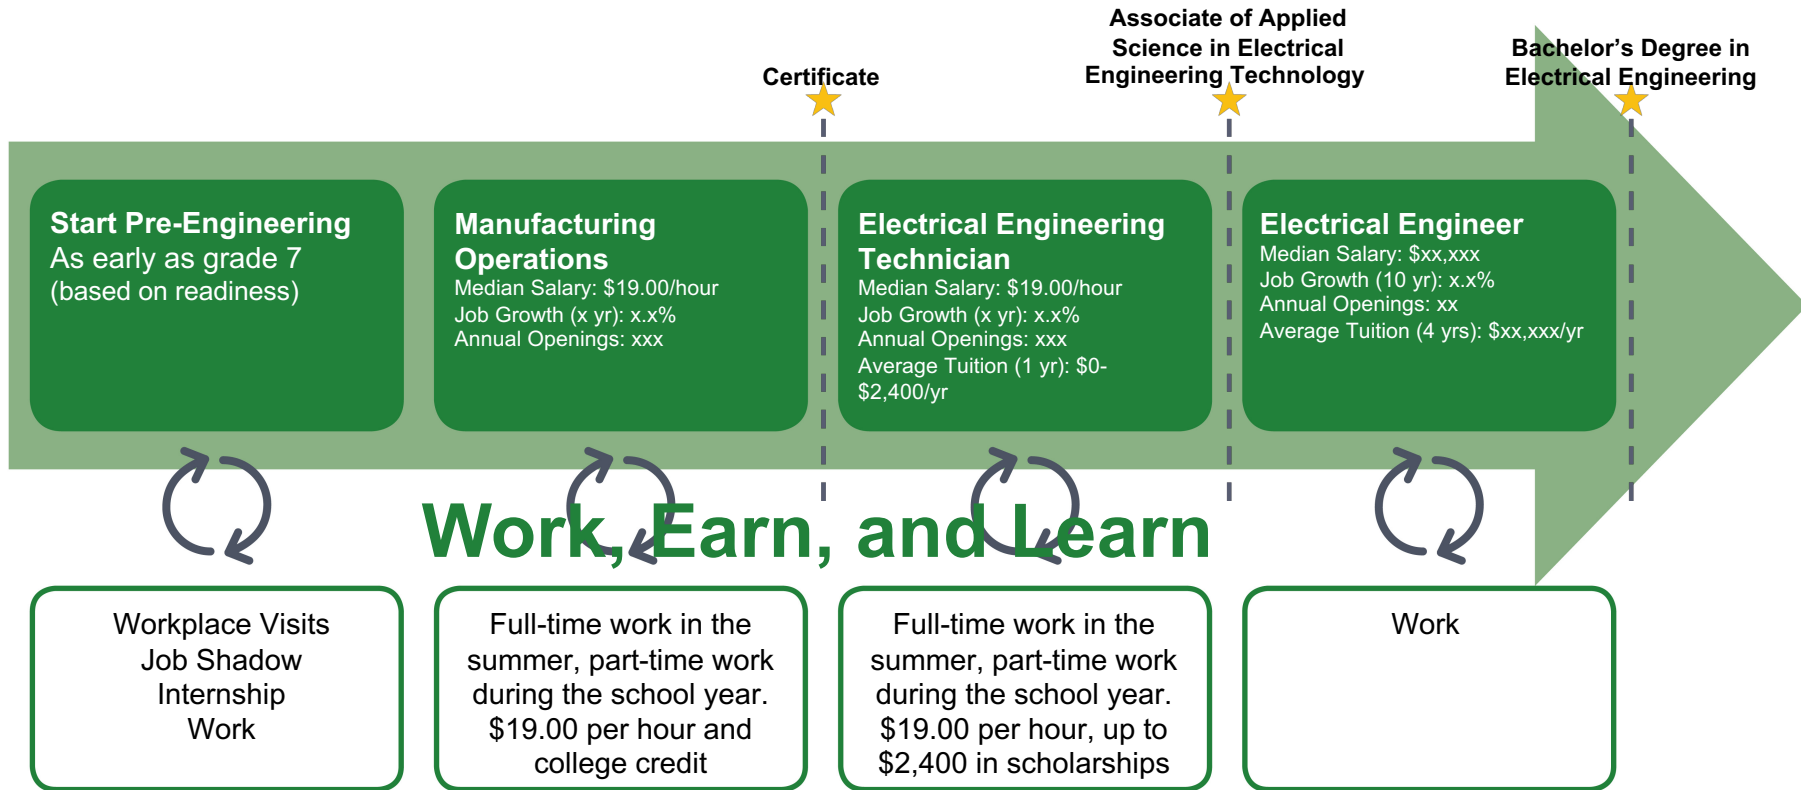 Certificate
Associate of Applied
Science in Electrical
Engineering Technology
Bachelor’s Degree in
Electrical Engineering
Start Pre-Engineering
As early as grade 7
(based on readiness)
Manufacturing
Operations
Median Salary: $19.00/hour
Job Growth (x yr): x.x%
Annual Openings: xxx
Electrical Engineering
Technician
Median Salary: $19.00/hour
Job Growth (x yr): x.x%
Annual Openings: xxx
Average Tuition (1 yr): $0-
$2,400/yr
Electrical Engineer
Median Salary: $xx,xxx
Job Growth (10 yr): x.x%
Annual Openings: xx
Average Tuition (4 yrs): $xx,xxx/yr
Work, Earn, and Learn
Workplace Visits
Job Shadow
Internship
Work
Full-time work in the
summer, part-time work
during the school year.
$19.00 per hour and
college credit
Full-time work in the
summer, part-time work
during the school year.
$19.00 per hour, up to
$2,400 in scholarships
Work